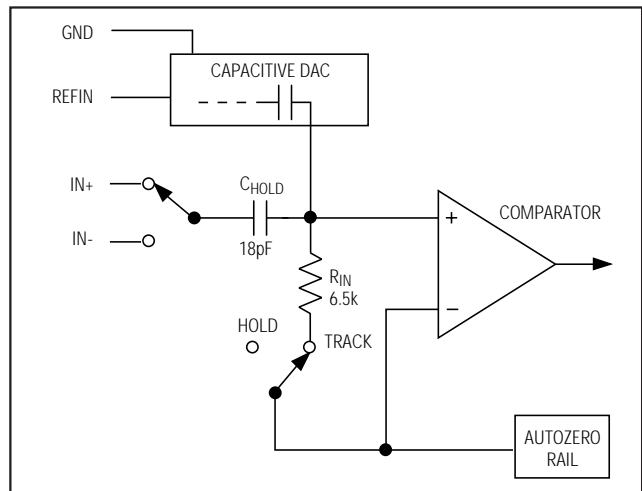 GND
CAPACITIVE DAC
REFIN
IN+
CHOLD
18pF
IN-
+
COMPARATOR
RIN
6.5k
−
HOLD
TRACK
AUTOZERO
RAIL